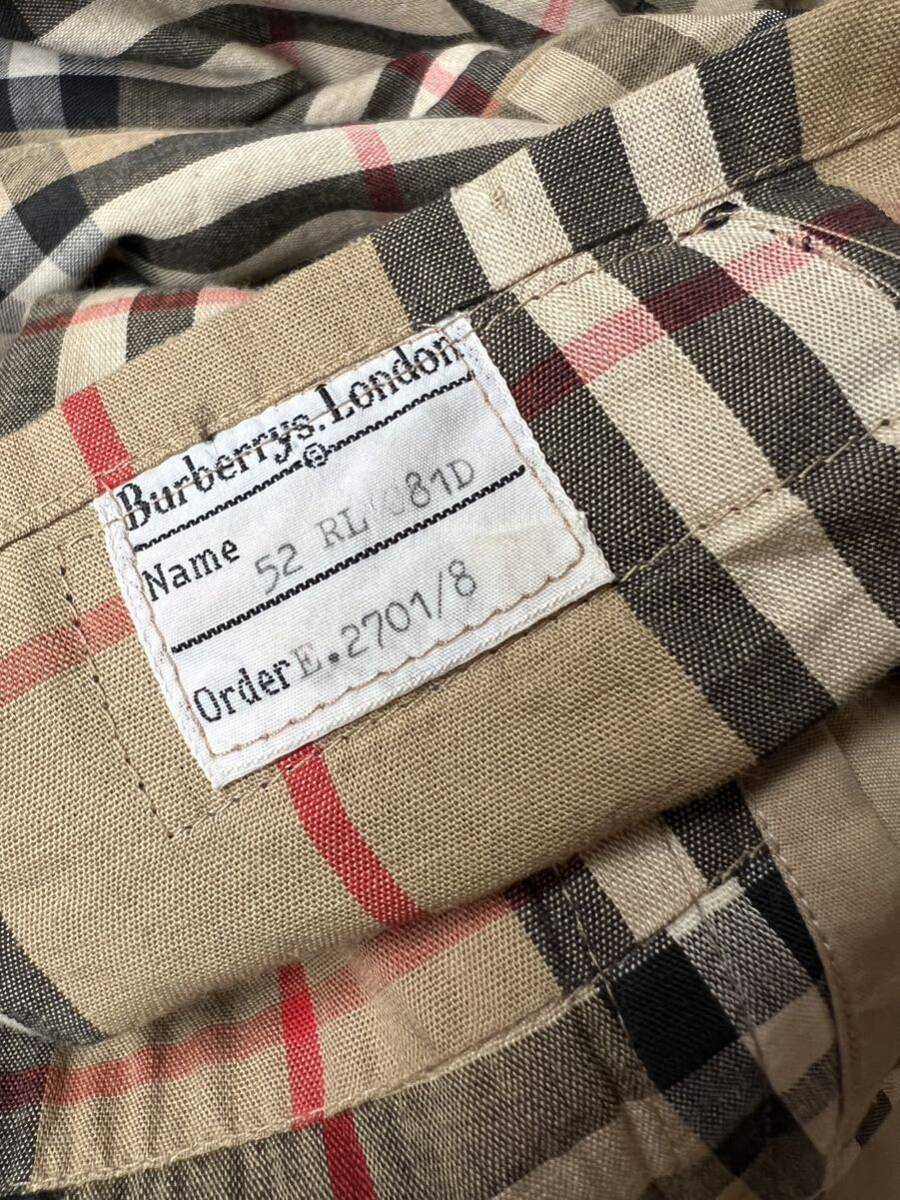 Burberrys. London
®
Name 52 RL 081D
Order E.2701/8